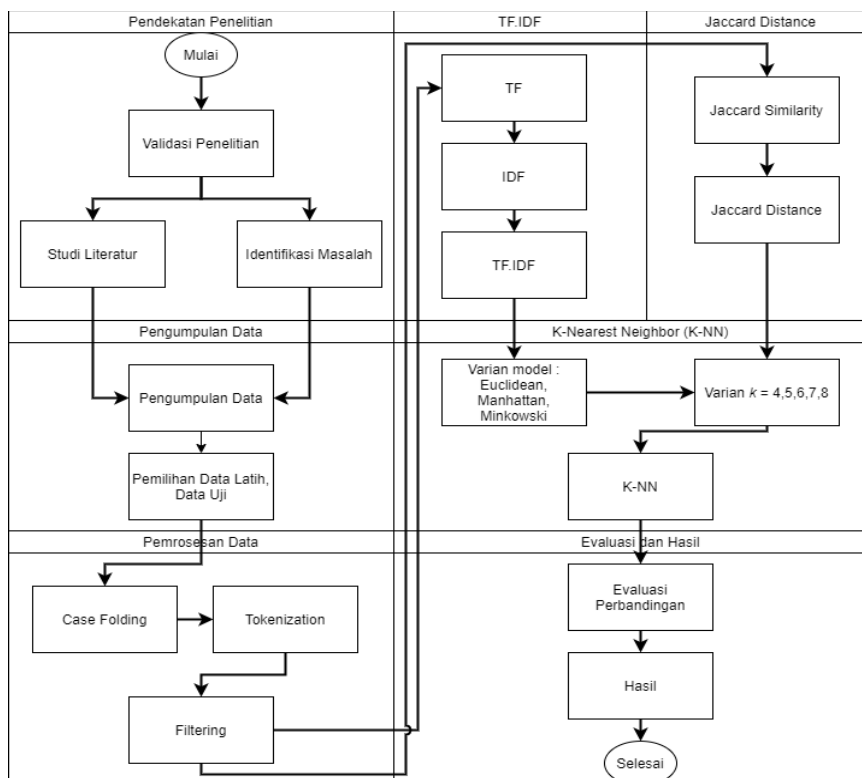 Pendekatan Penelitian
Mulai
Validasi Penelitian
Studi Literatur
Identifikasi Masalah
TF.IDF
TF
IDF
TF.IDF
Jaccard Distance
Jaccard Similarity
Jaccard Distance
Pengumpulan Data
Pengumpulan Data
Pemilihan Data Latih,
Data Uji
K-Nearest Neighbor (K-NN)
Varian model :
Euclidean,
Manhattan,
Minkowski
Varian k = 4,5,6,7,8
K-NN
Pemrosesan Data
Case Folding
Tokenization
Filtering
Evaluasi dan Hasil
Evaluasi
Perbandingan
Hasil
Selesai